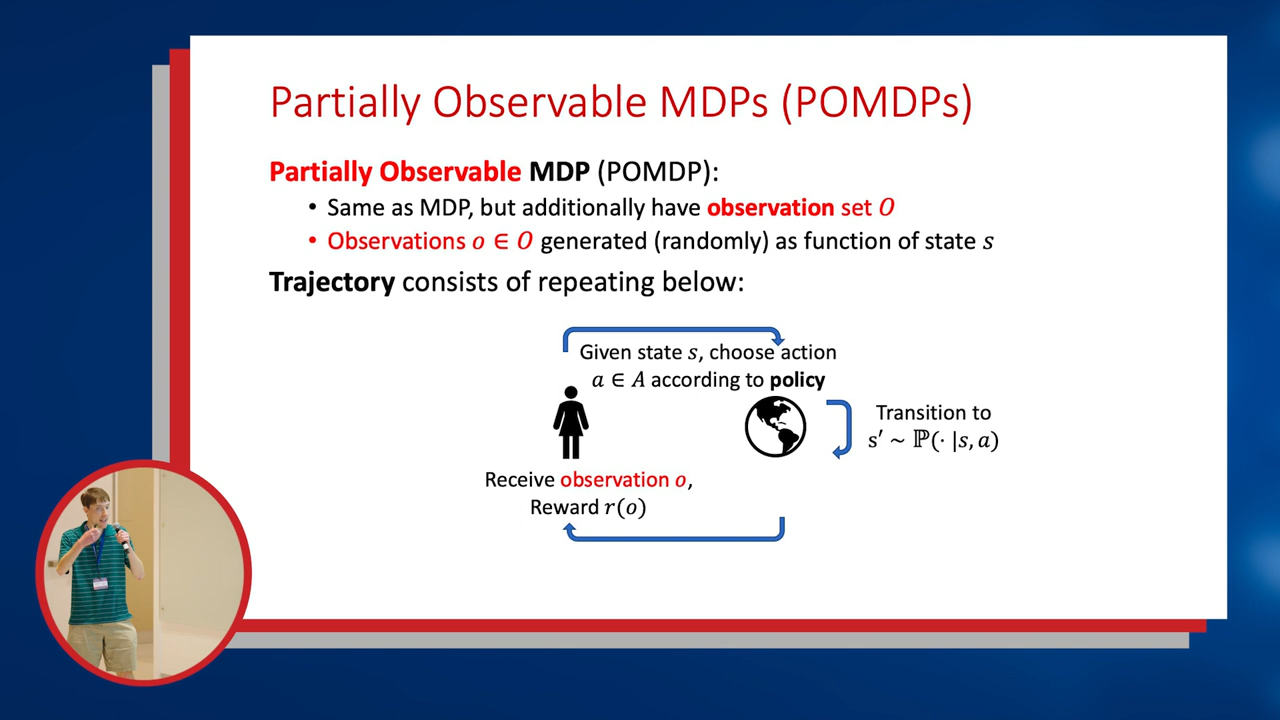 Partially Observable MDPs (POMDPs)
Partially Observable MDP (POMDP):
• Same as MDP, but additionally have observation set O
• Observations o ∈ O generated (randomly) as function of state s
Trajectory consists of repeating below:
Given state s, choose action
a ∈ A according to policy
Transition to
s′ ~ ℙ(· |s, a)
Receive observation o,
Reward r(o)